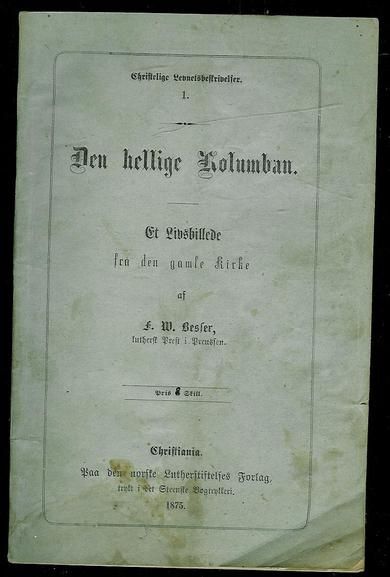 Christelige Levnetsbeskrivelser.
1.
Den hellige Kolumban.
Et Livsbillede
fra den gamle Kirke
af
F. W. Besser,
luthersk Prest i Preussen.
Pris 8 Skill.
Christiania.
Paa den norske Lutherstiftelses Forlag,
trykt i det Steenske Bogtrykkeri.
1875.